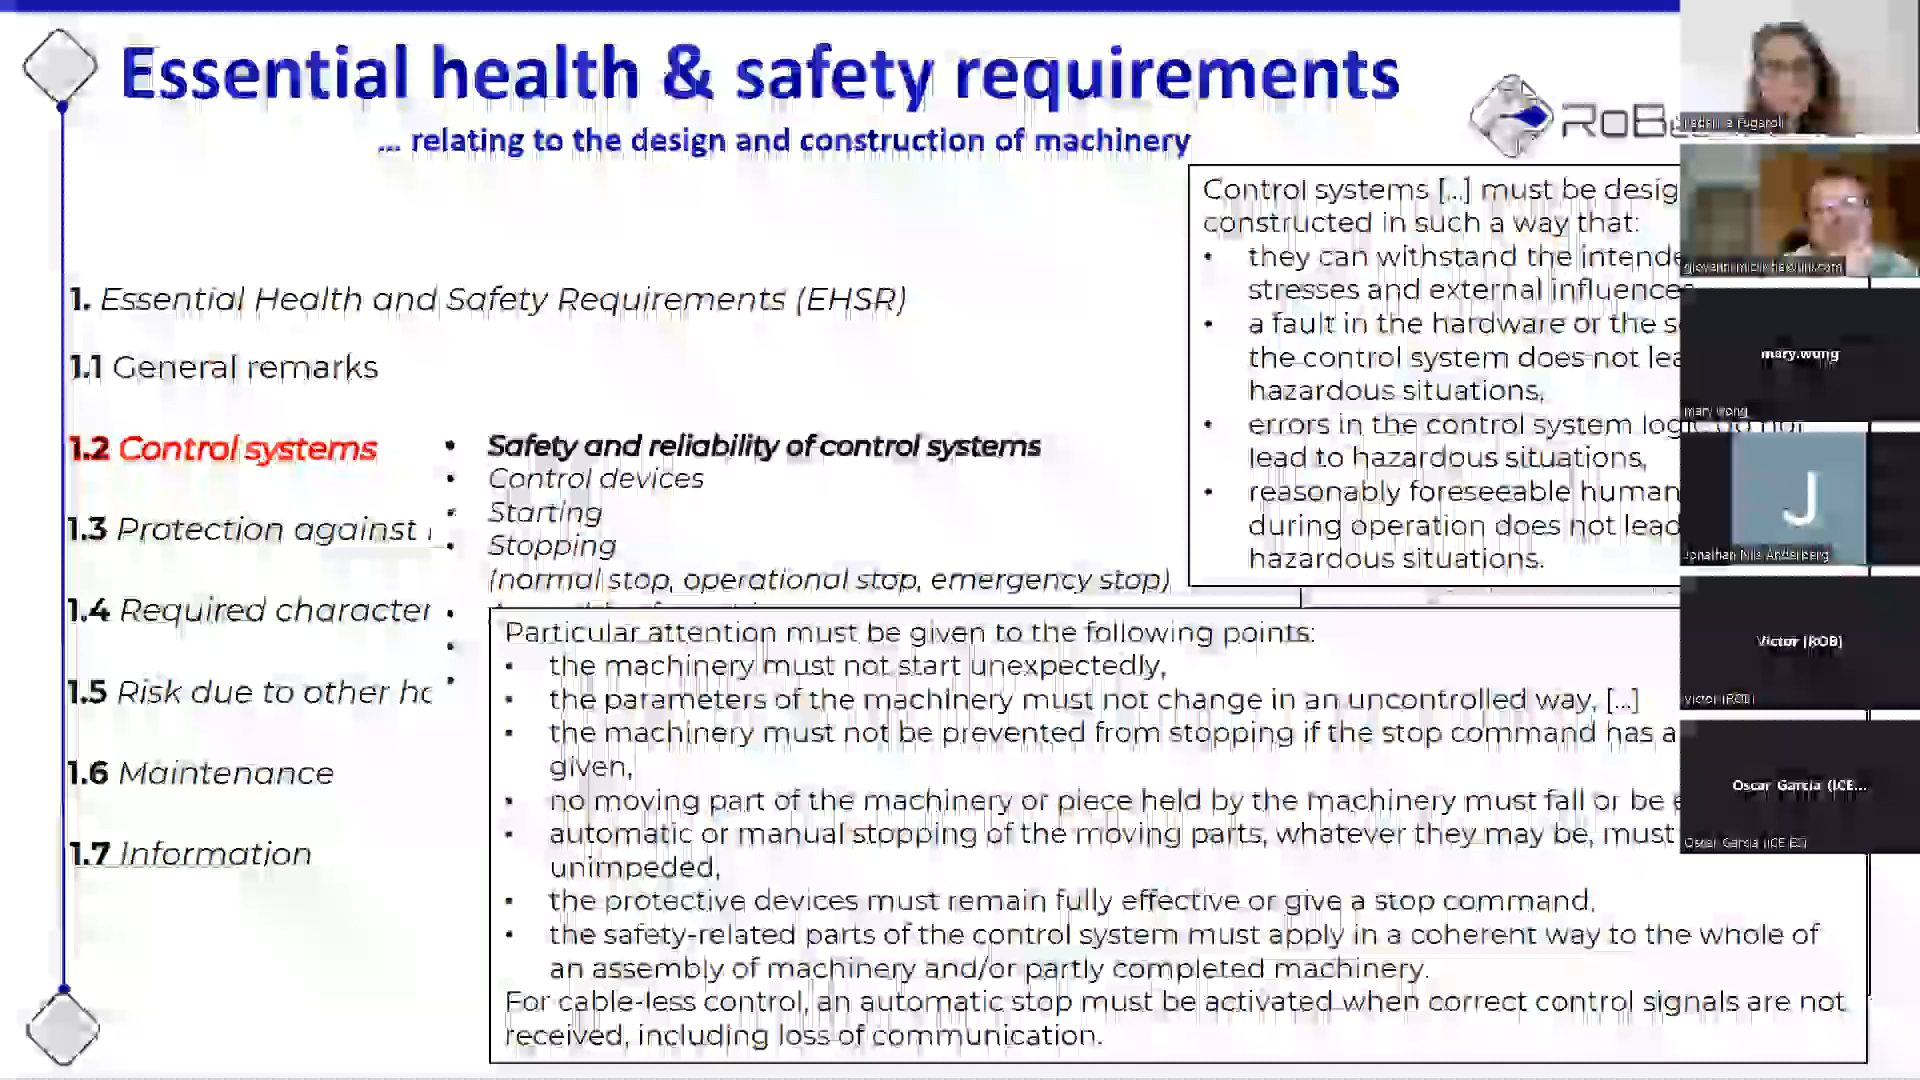 Essential health & safety requirements
... relating to the design and construction of machinery
Control systems [...] must be desig
constructed in such a way that:
• they can withstand the intende
stresses and external influence
• a fault in the hardware or the s
the control system does not lea
hazardous situations,
• errors in the control system logic do not
lead to hazardous situations,
• reasonably foreseeable human
during operation does not lead
hazardous situations.
1. Essential Health and Safety Requirements (EHSR)
1.1 General remarks
1.2 Control systems
• Safety and reliability of control systems
• Control devices
• Starting
• Stopping
(normal stop, operational stop, emergency stop)
1.3 Protection against
1.4 Required character
1.5 Risk due to other ha
1.6 Maintenance
1.7 Information
Particular attention must be given to the following points:
• the machinery must not start unexpectedly,
• the parameters of the machinery must not change in an uncontrolled way, [...]
• the machinery must not be prevented from stopping if the stop command has a
given,
• no moving part of the machinery or piece held by the machinery must fall or be e
• automatic or manual stopping of the moving parts, whatever they may be, must
unimpeded,
• the protective devices must remain fully effective or give a stop command,
• the safety-related parts of the control system must apply in a coherent way to the whole of
an assembly of machinery and/or partly completed machinery.
For cable-less control, an automatic stop must be activated when correct control signals are not
received, including loss of communication.
RoBe
Fugaroli
mary.wong
mary wong
J
Jonathan Nils Anderberg
Victor (ROB)
Victor (ROB)
Oscar Garcia (ICE...
Oscar Garcia (ICE ES)